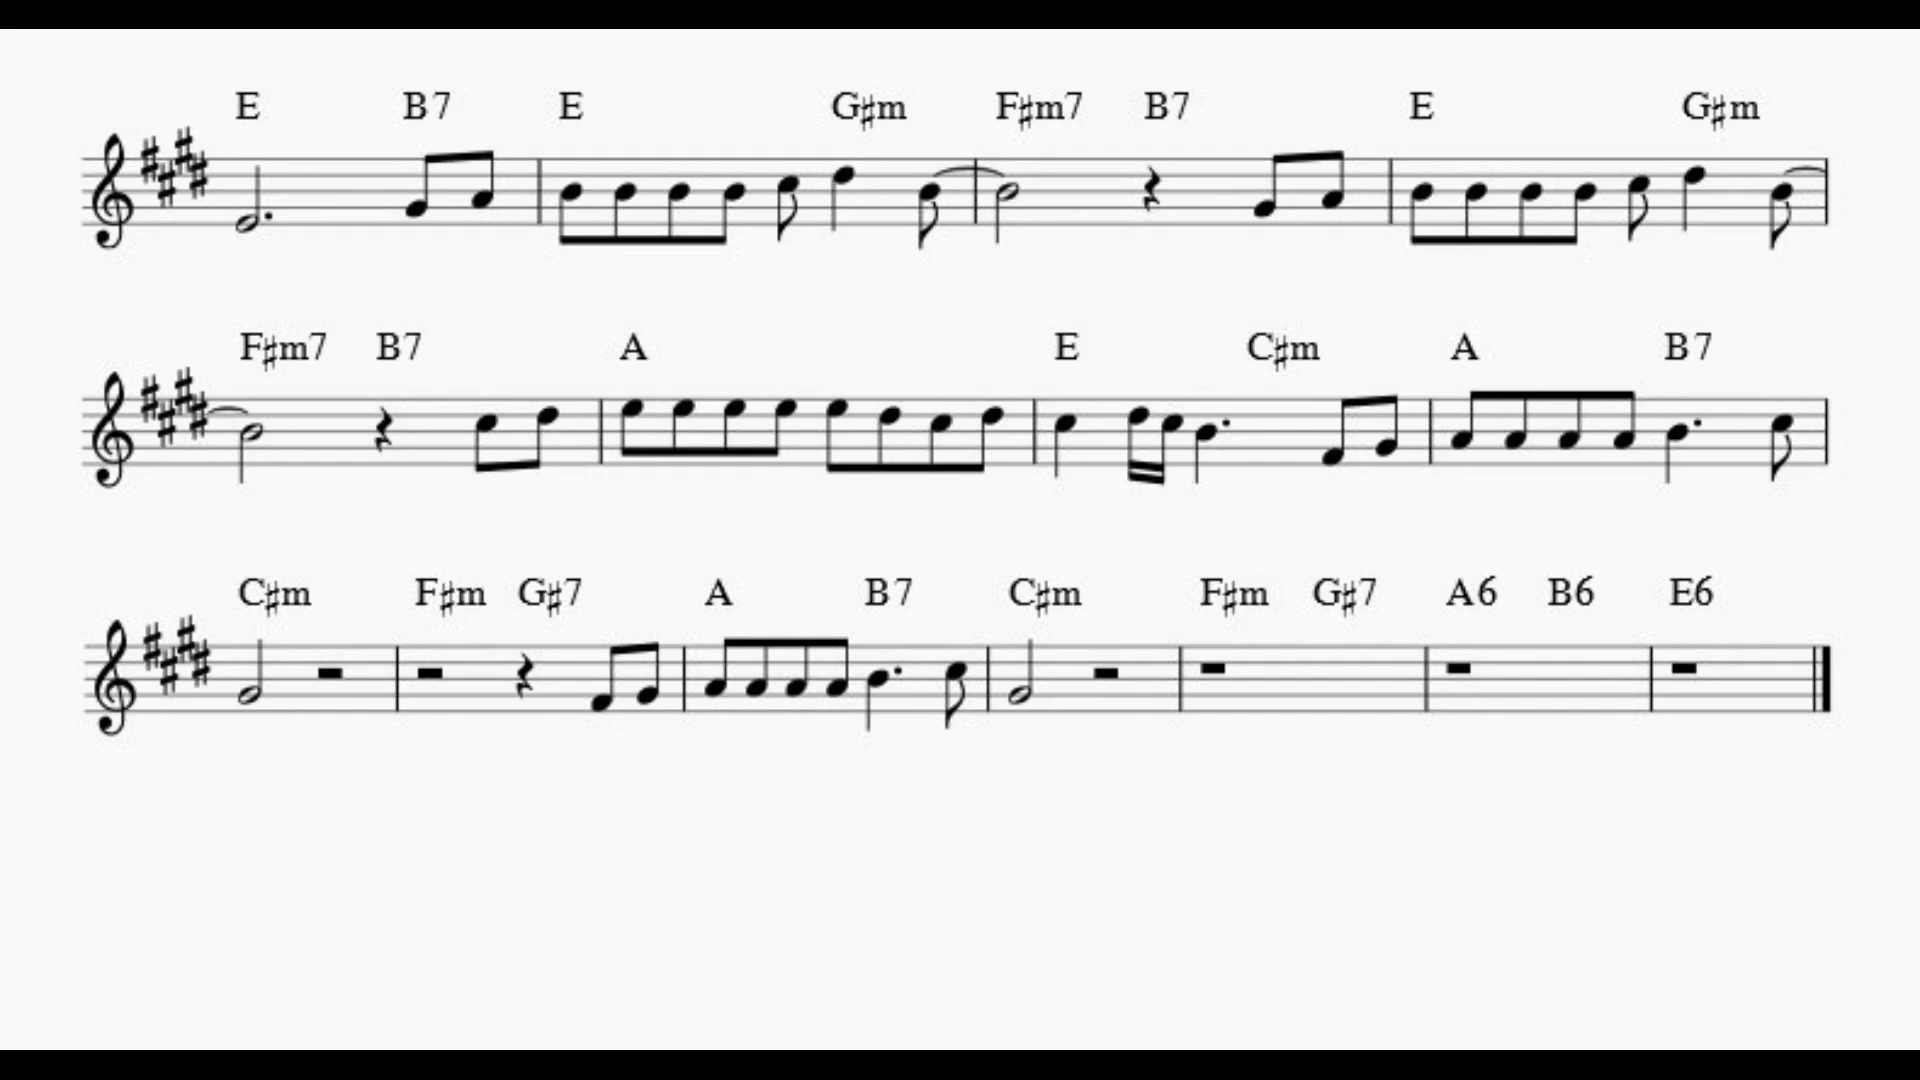 E B7 E G♯m F♯m7 B7 E G♯m
F♯m7 B7 A E C♯m A B7
C♯m F♯m G♯7 A B7 C♯m F♯m G♯7 A6 B6 E6